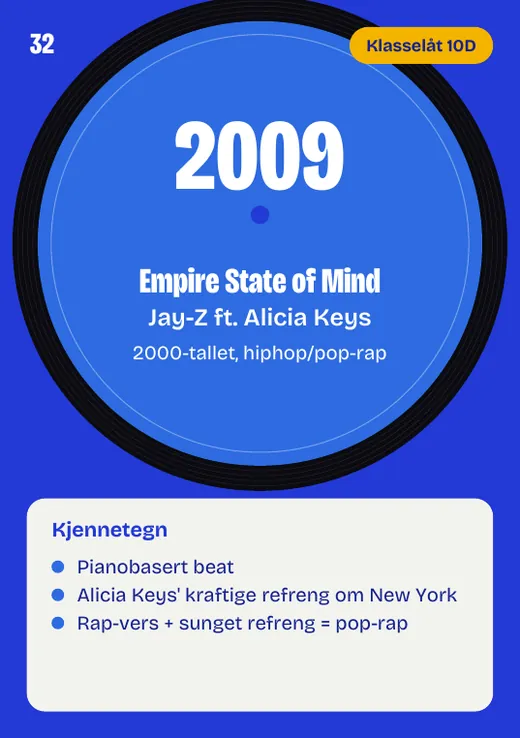 32
Klasselåt 10D
2009
Empire State of Mind
Jay-Z ft. Alicia Keys
2000-tallet, hiphop/pop-rap
Kjennetegn
Pianobasert beat
Alicia Keys' kraftige refreng om New York
Rap-vers + sunget refreng = pop-rap